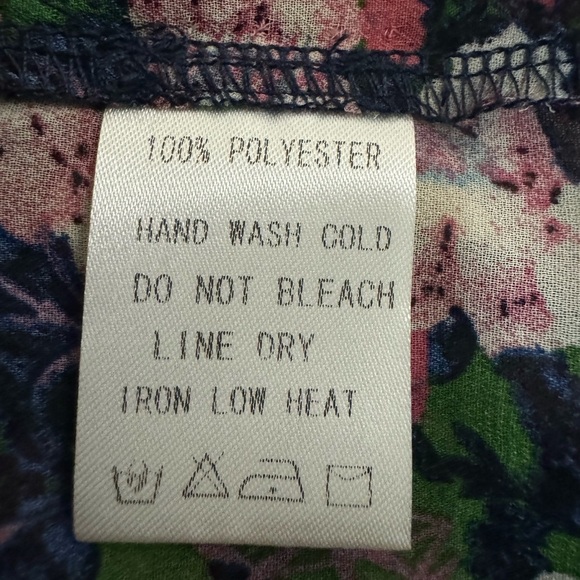 100% POLYESTER
HAND WASH COLD
DO NOT BLEACH
LINE DRY
IRON LOW HEAT